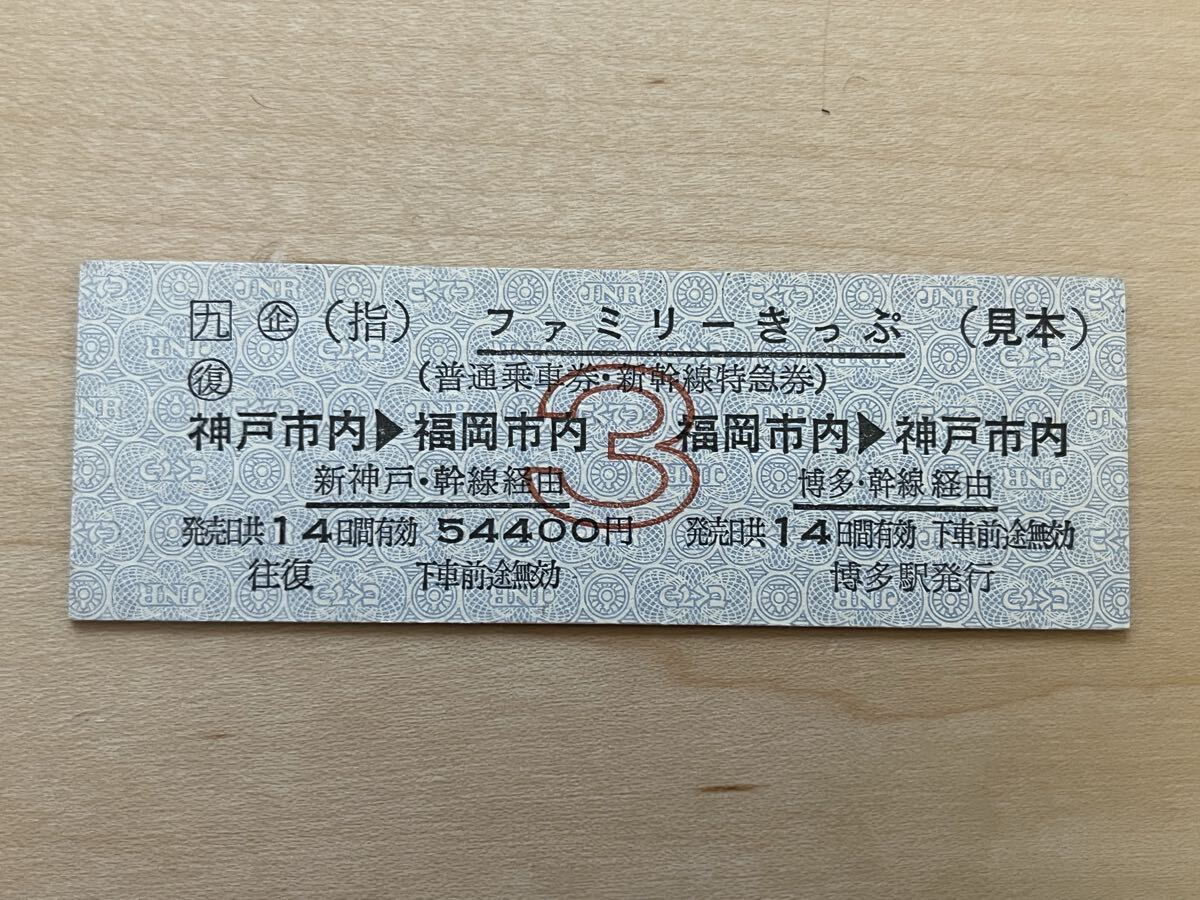 九 企 (指) ファミリーきっぷ (見本)
復 (普通乗車券・新幹線特急券)
神戸市内▶福岡市内 福岡市内▶神戸市内
新神戸・幹線経由 博多・幹線経由
3
発売日共14日間有効 54400円 発売日共14日間有効 下車前途無効
往復 下車前途無効 博多駅発行